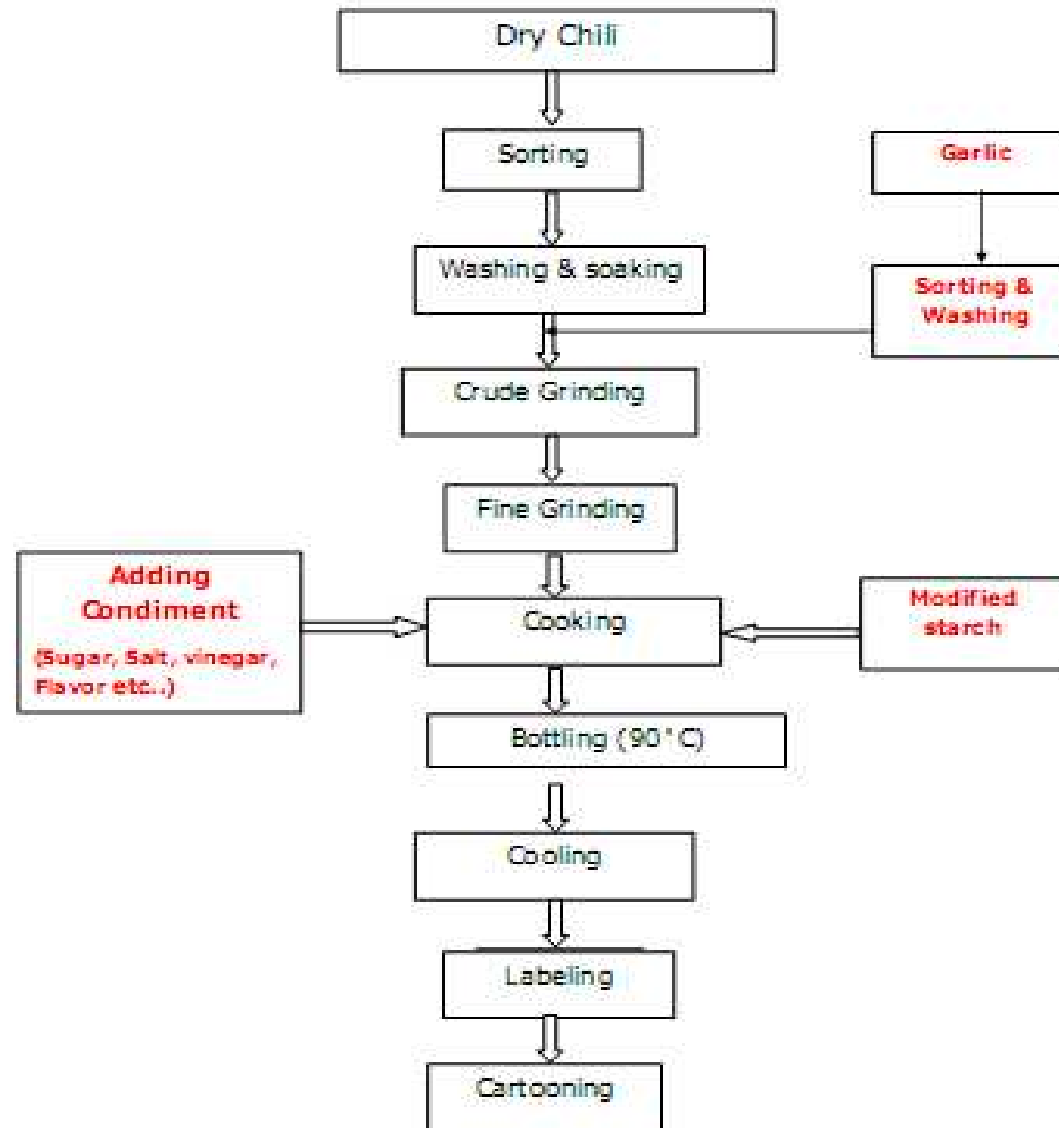 Dry Chili
Sorting
Garlic
Washing & soaking
Sorting &
Washing
Crude Grinding
Fine Grinding
Adding
Condiment
(Sugar, Salt, vinegar,
Flavor etc..)
Cooking
Modified
starch
Bottling (90°C)
Cooling
Labeling
Cartooning